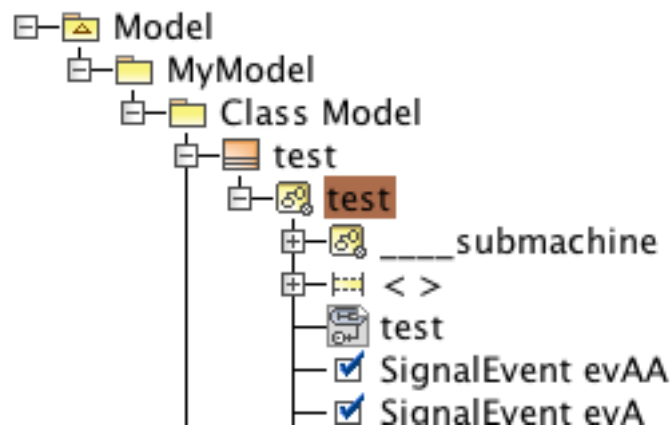 Model
MyModel
Class Model
test
test
____submachine
< >
test
SignalEvent evAA
SignalEvent evA